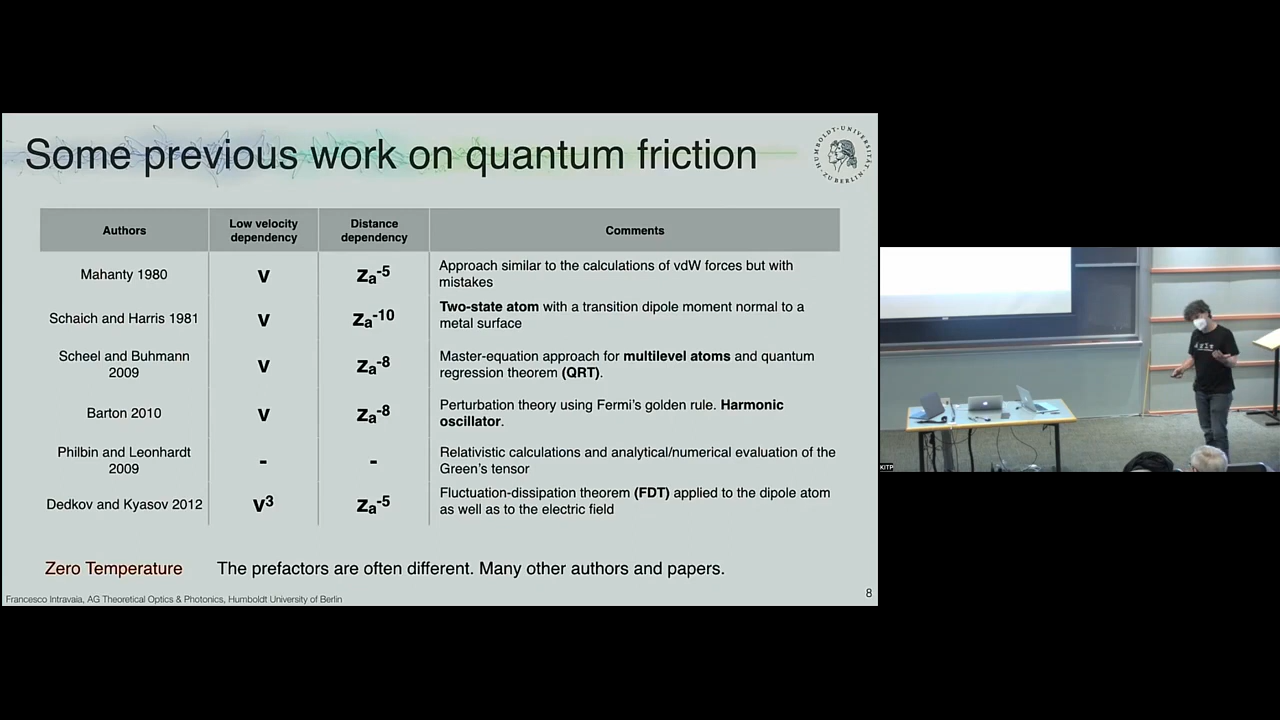 Some previous work on quantum friction
HUMBOLDT-UNIVERSITÄT ZU BERLIN
Authors
Low velocity
dependency
Distance
dependency
Comments
Mahanty 1980
v
za-5
Approach similar to the calculations of vdW forces but with
mistakes
Schaich and Harris 1981
v
za-10
Two-state atom with a transition dipole moment normal to a
metal surface
Scheel and Buhmann
2009
v
za-8
Master-equation approach for multilevel atoms and quantum
regression theorem (QRT).
Barton 2010
v
za-8
Perturbation theory using Fermi's golden rule. Harmonic
oscillator.
Philbin and Leonhardt
2009
-
-
Relativistic calculations and analytical/numerical evaluation of the
Green's tensor
Dedkov and Kyasov 2012
v3
za-5
Fluctuation-dissipation theorem (FDT) applied to the dipole atom
as well as to the electric field
Zero Temperature The prefactors are often different. Many other authors and papers.
Francesco Intravaia, AG Theoretical Optics & Photonics, Humboldt University of Berlin
8
KITP